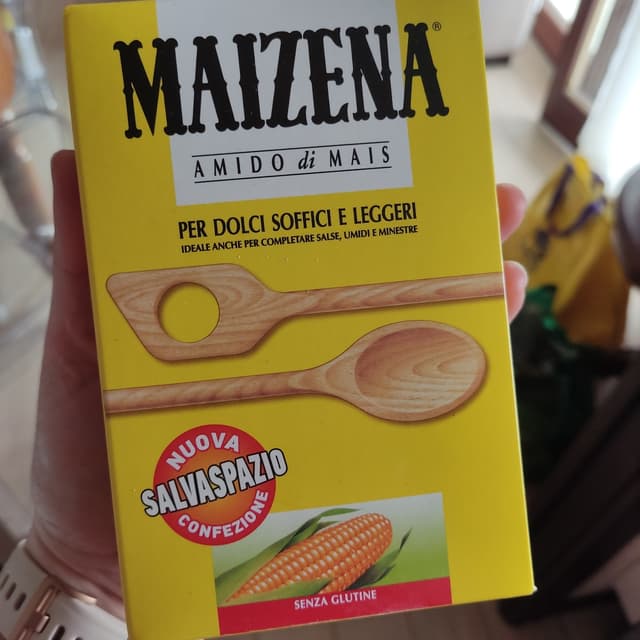 MAIZENA®
AMIDO di MAIS
PER DOLCI SOFFICI E LEGGERI
IDEALE ANCHE PER COMPLETARE SALSE, UMIDI E MINESTRE
NUOVA
SALVASPAZIO
CONFEZIONE
SENZA GLUTINE